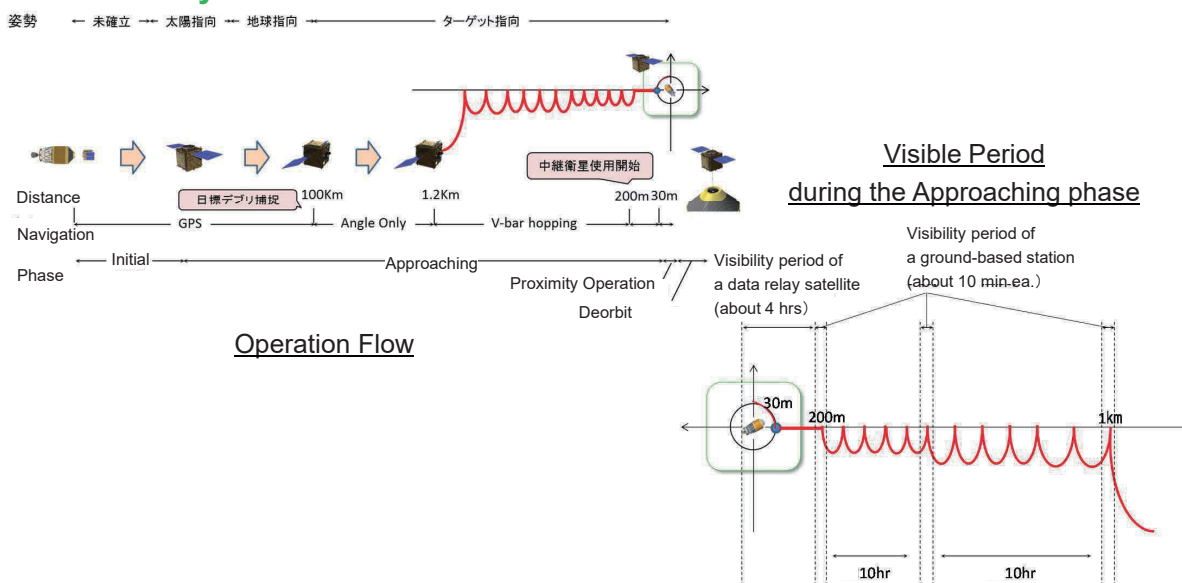 姿勢
未確立
太陽指向
地球指向
ターゲット指向
目標デブリ捕捉
中継衛星使用開始
Distance
100Km
1.2Km
200m
30m
Navigation
GPS
Angle Only
V-bar hopping
Phase
Initial
Approaching
Proximity Operation
Deorbit
Operation Flow
Visible Period
during the Approaching phase
Visibility period of
a data relay satellite
(about 4 hrs)
Visibility period of
a ground-based station
(about 10 min ea.)
30m
200m
1km
10hr
10hr